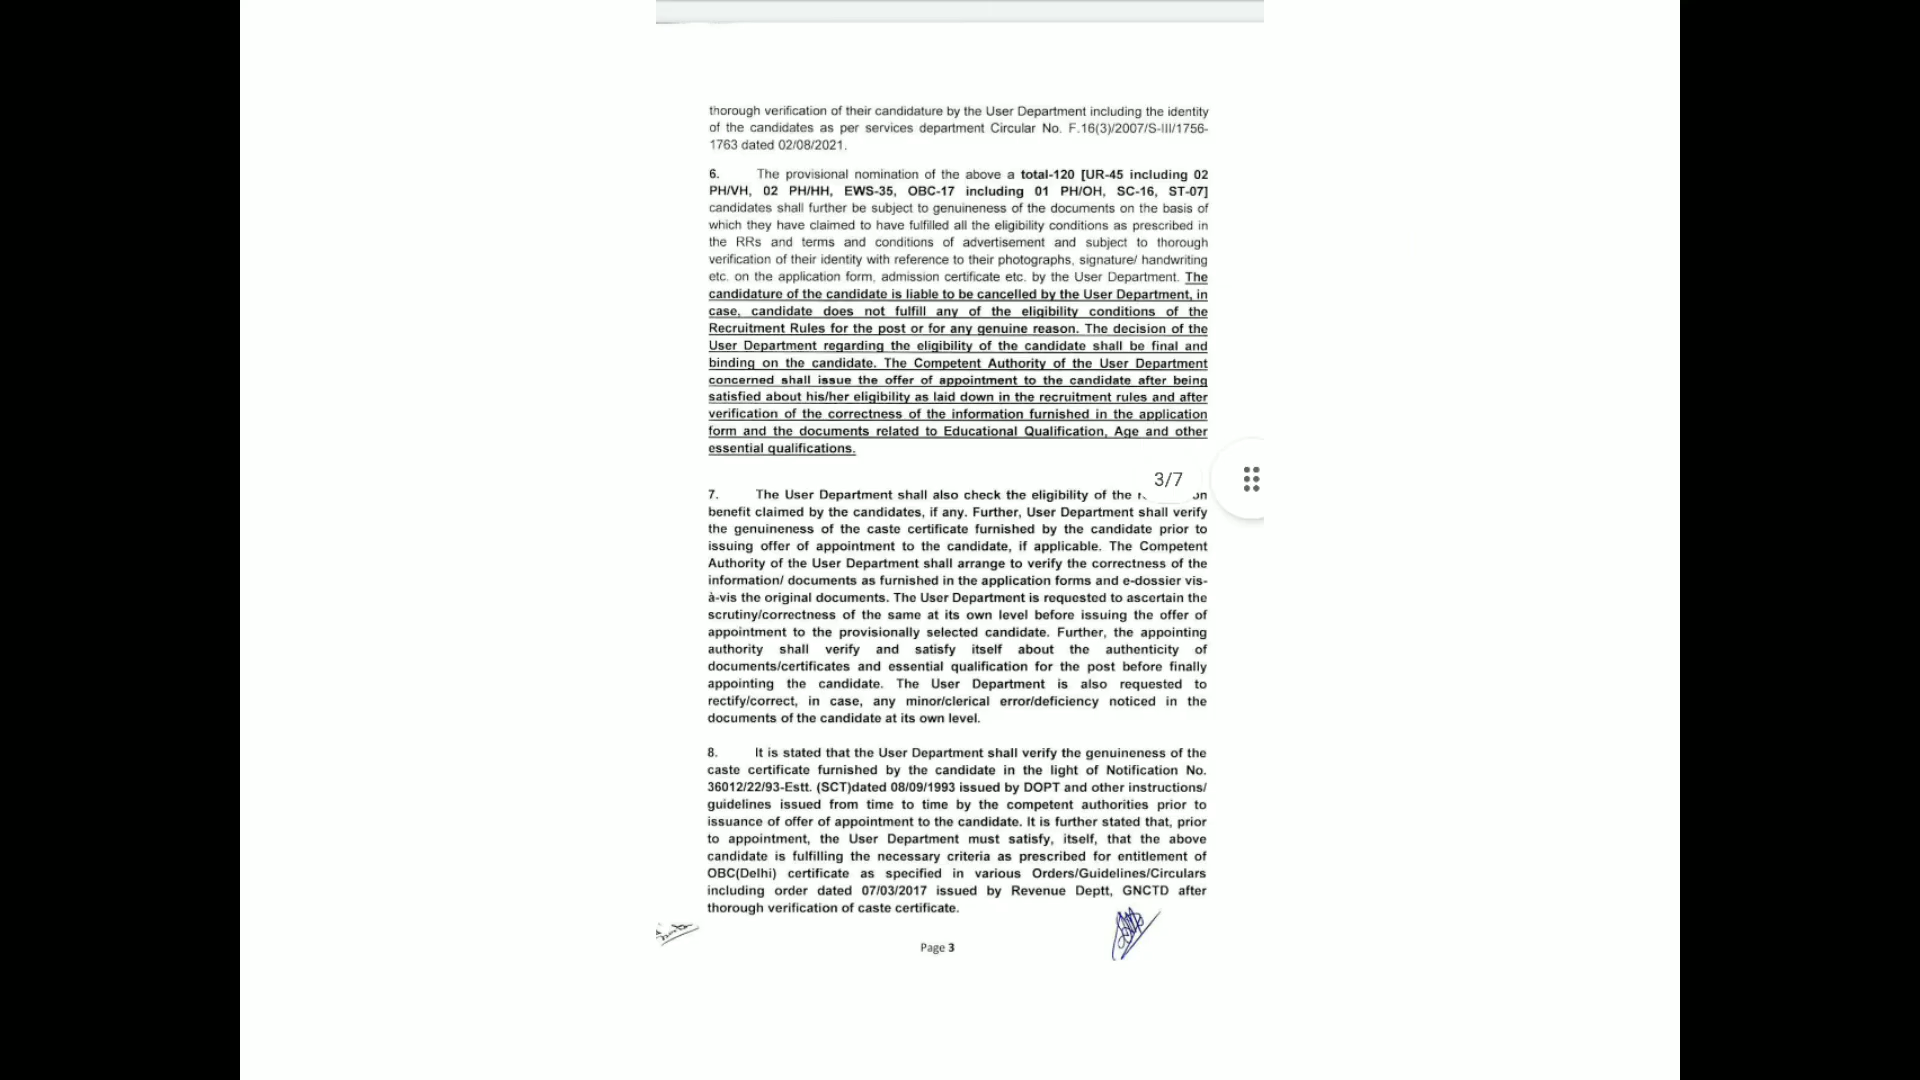 thorough verification of their candidature by the User Department including the identity
of the candidates as per services department Circular No. F.16(3)/2007/S-III/1756-
1763 dated 02/08/2021.
6. The provisional nomination of the above a total-120 [UR-45 including 02
PH/VH, 02 PH/HH, EWS-35, OBC-17 including 01 PH/OH, SC-16, ST-07]
candidates shall further be subject to genuineness of the documents on the basis of
which they have claimed to have fulfilled all the eligibility conditions as prescribed in
the RRs and terms and conditions of advertisement and subject to thorough
verification of their identity with reference to their photographs, signature/ handwriting
etc. on the application form, admission certificate etc. by the User Department. The
candidature of the candidate is liable to be cancelled by the User Department, in
case, candidate does not fulfill any of the eligibility conditions of the
Recruitment Rules for the post or for any genuine reason. The decision of the
User Department regarding the eligibility of the candidate shall be final and
binding on the candidate. The Competent Authority of the User Department
concerned shall issue the offer of appointment to the candidate after being
satisfied about his/her eligibility as laid down in the recruitment rules and after
verification of the correctness of the information furnished in the application
form and the documents related to Educational Qualification, Age and other
essential qualifications.
3/7
7. The User Department shall also check the eligibility of the
benefit claimed by the candidates, if any. Further, User Department shall verify
the genuineness of the caste certificate furnished by the candidate prior to
issuing offer of appointment to the candidate, if applicable. The Competent
Authority of the User Department shall arrange to verify the correctness of the
information/ documents as furnished in the application forms and e-dossier vis-
à-vis the original documents. The User Department is requested to ascertain the
scrutiny/correctness of the same at its own level before issuing the offer of
appointment to the provisionally selected candidate. Further, the appointing
authority shall verify and satisfy itself about the authenticity of
documents/certificates and essential qualification for the post before finally
appointing the candidate. The User Department is also requested to
rectify/correct, in case, any minor/clerical error/deficiency noticed in the
documents of the candidate at its own level.
8. It is stated that the User Department shall verify the genuineness of the
caste certificate furnished by the candidate in the light of Notification No.
36012/22/93-Estt. (SCT)dated 08/09/1993 issued by DOPT and other instructions/
guidelines issued from time to time by the competent authorities prior to
issuance of offer of appointment to the candidate. It is further stated that, prior
to appointment, the User Department must satisfy, itself, that the above
candidate is fulfilling the necessary criteria as prescribed for entitlement of
OBC(Delhi) certificate as specified in various Orders/Guidelines/Circulars
including order dated 07/03/2017 issued by Revenue Deptt, GNCTD after
thorough verification of caste certificate.
Page 3